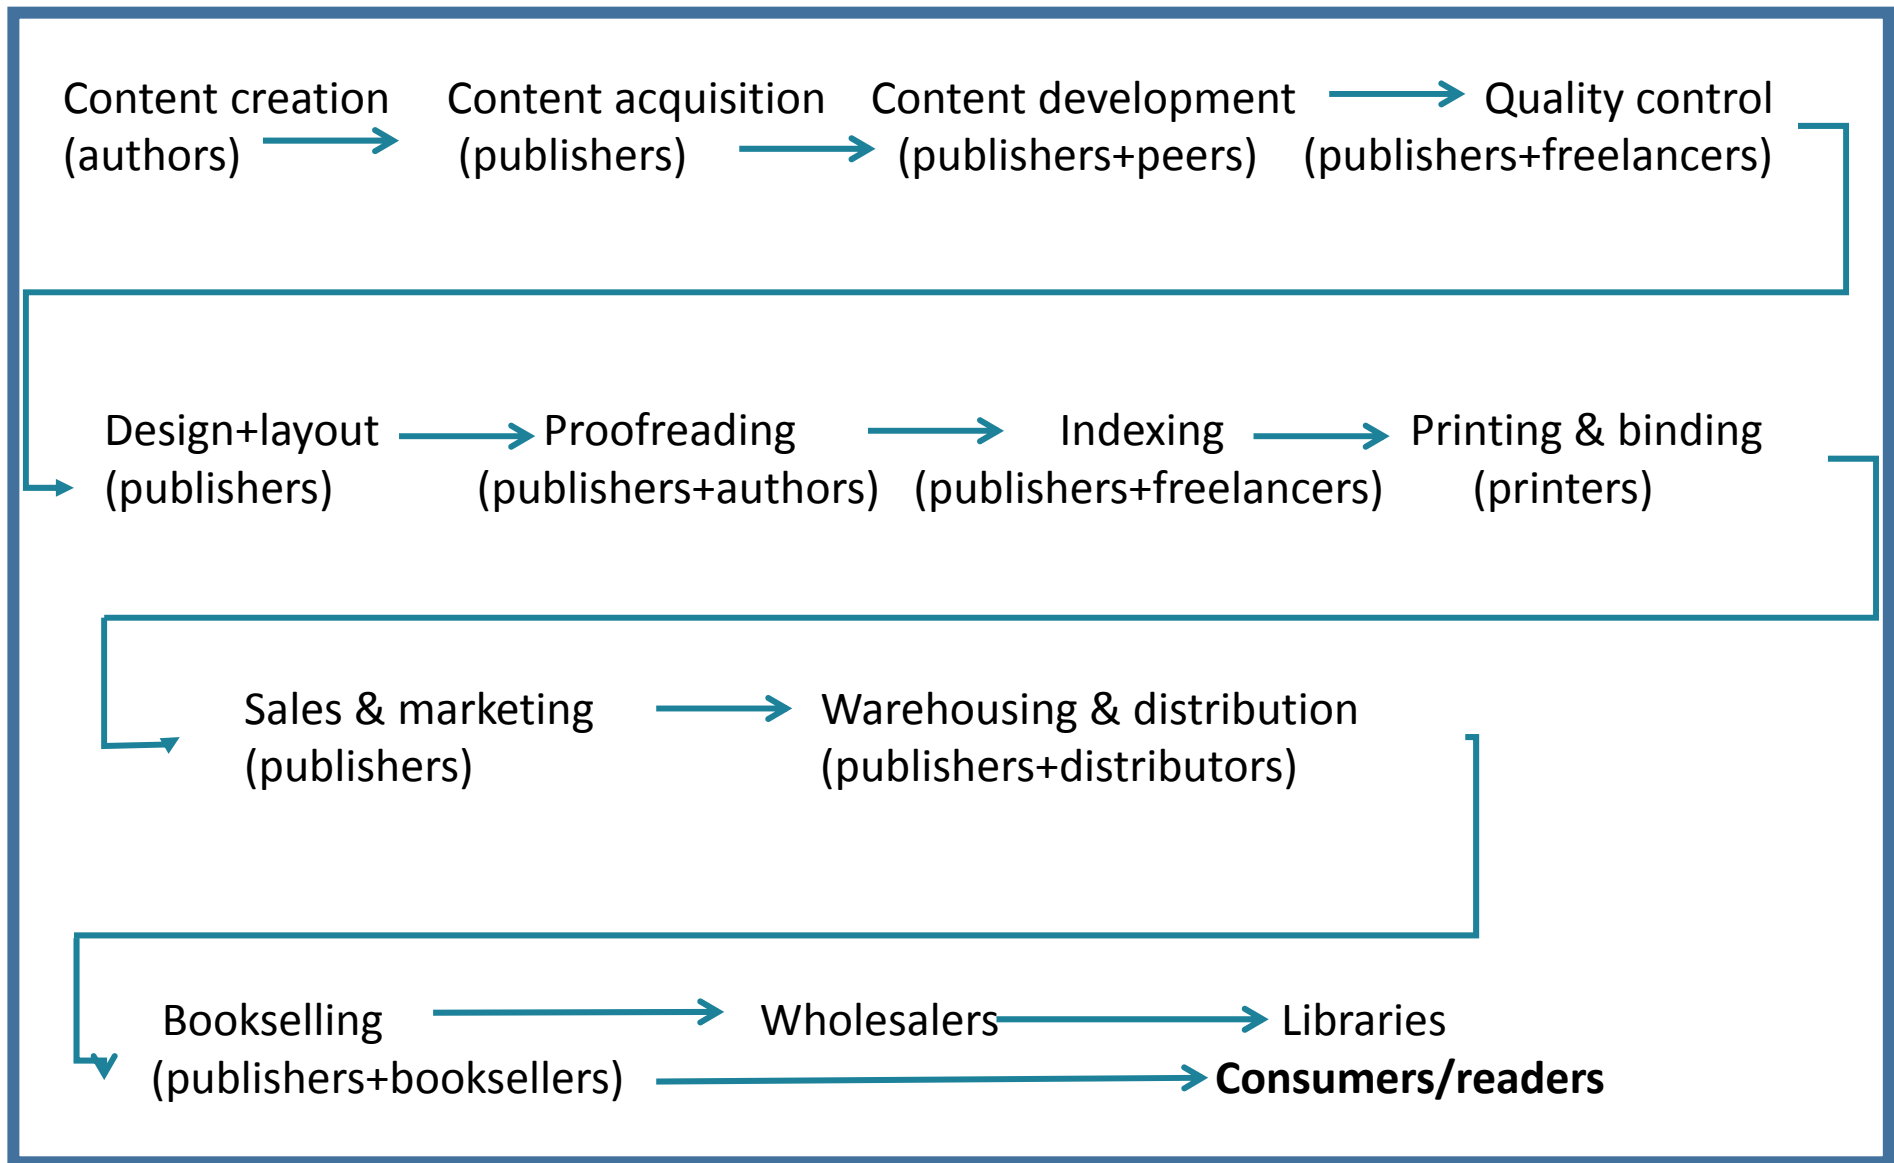 Content creation Content acquisition Content development Quality control
(authors) (publishers) (publishers+peers) (publishers+freelancers)
Design+layout Proofreading Indexing Printing & binding
(publishers) (publishers+authors) (publishers+freelancers) (printers)
Sales & marketing Warehousing & distribution
(publishers) (publishers+distributors)
Bookselling Wholesalers Libraries
(publishers+booksellers) Consumers/readers